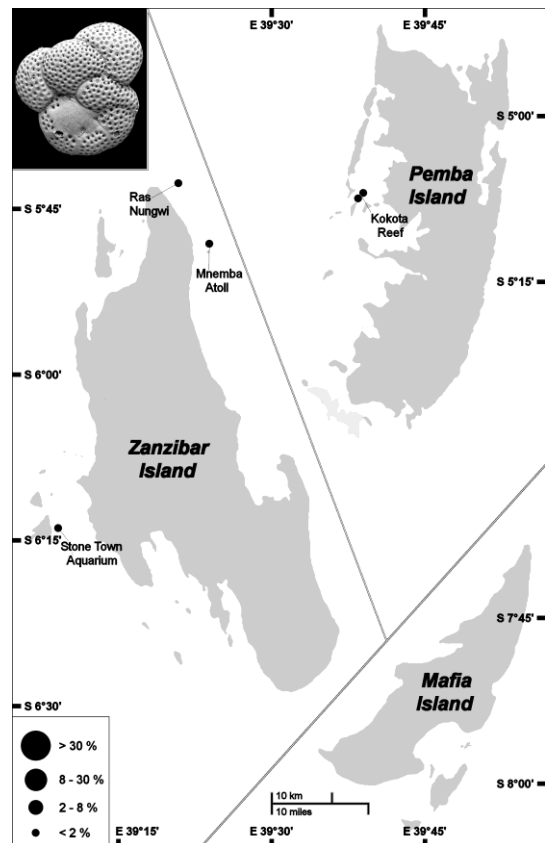 E 39°30'
E 39°45'
S 5°00'
Pemba
Island
Ras
Nungwi
S 5°45'
Kokota
Reef
Mnemba
Atoll
S 5°15'
S 6°00'
Zanzibar
Island
Stone Town
Aquarium
S 6°15'
S 7°45'
Mafia
Island
S 6°30'
> 30 %
8 - 30 %
2 - 8 %
< 2 %
10 km
10 miles
S 8°00'
E 39°15'
E 39°30'
E 39°45'